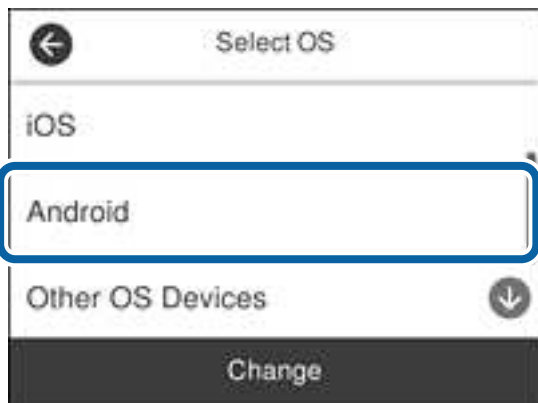 Select OS
iOS
Android
Other OS Devices
Change